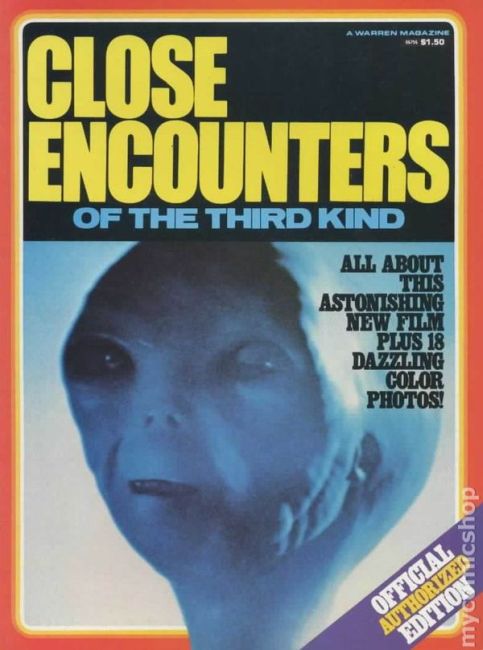 A WARREN MAGAZINE
$1.50
CLOSE
ENCOUNTERS
OF THE THIRD KIND
ALL ABOUT
THIS
ASTONISHING
NEW FILM
PLUS 18
DAZZLING
COLOR
PHOTOS!
OFFICIAL
AUTHORIZED
EDITION
mycomicshop